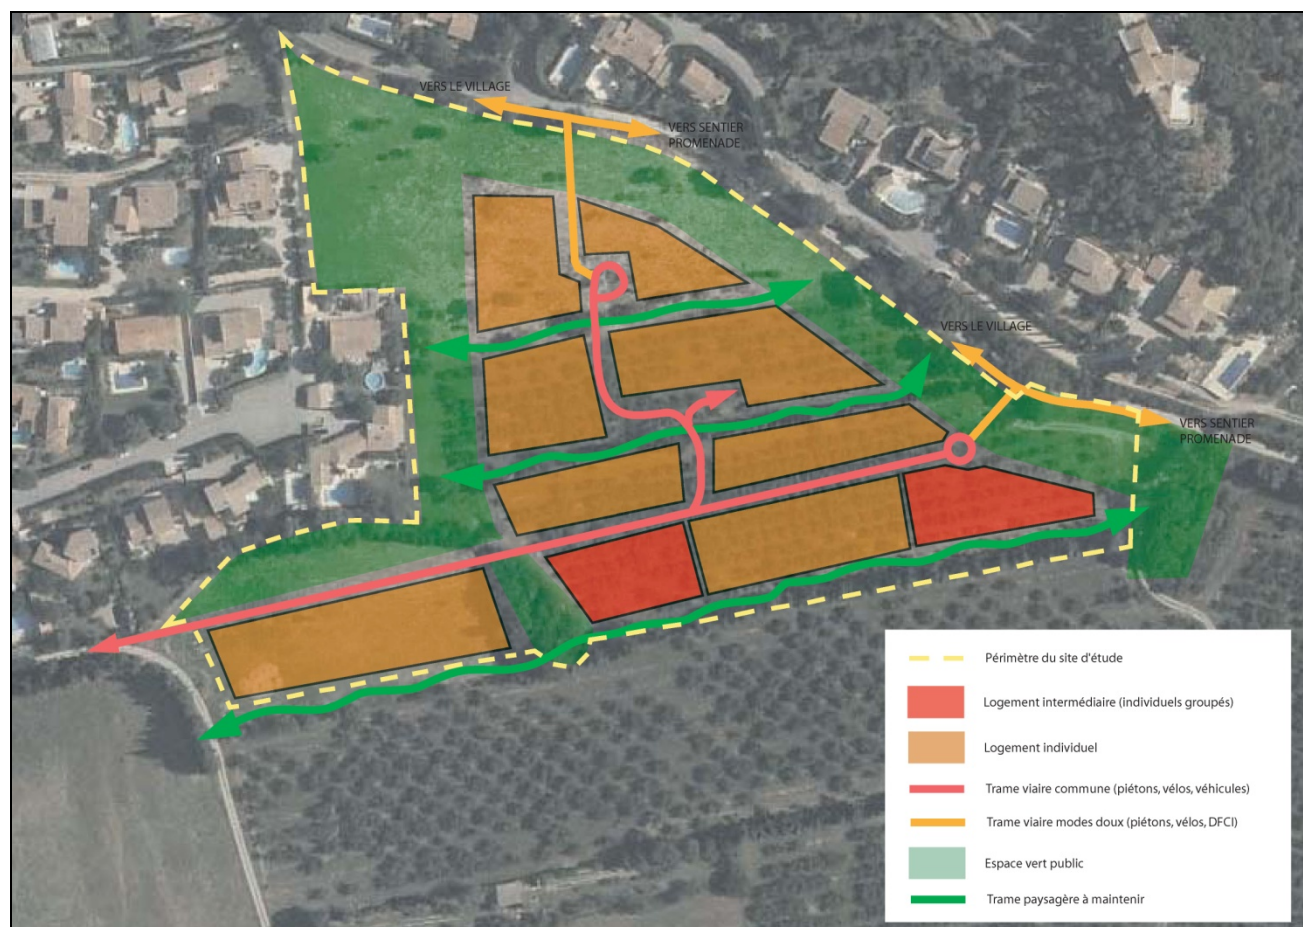 VERS LE VILLAGE
VERS SENTIER
PROMENADE
VERS LE VILLAGE
VERS SENTIER
PROMENADE
Périmètre du site d'étude
Logement intermédiaire (individuels groupés)
Logement individuel
Trame viaire commune (piétons, vélos, véhicules)
Trame viaire modes doux (piétons, vélos, DFCI)
Espace vert public
Trame paysagère à maintenir